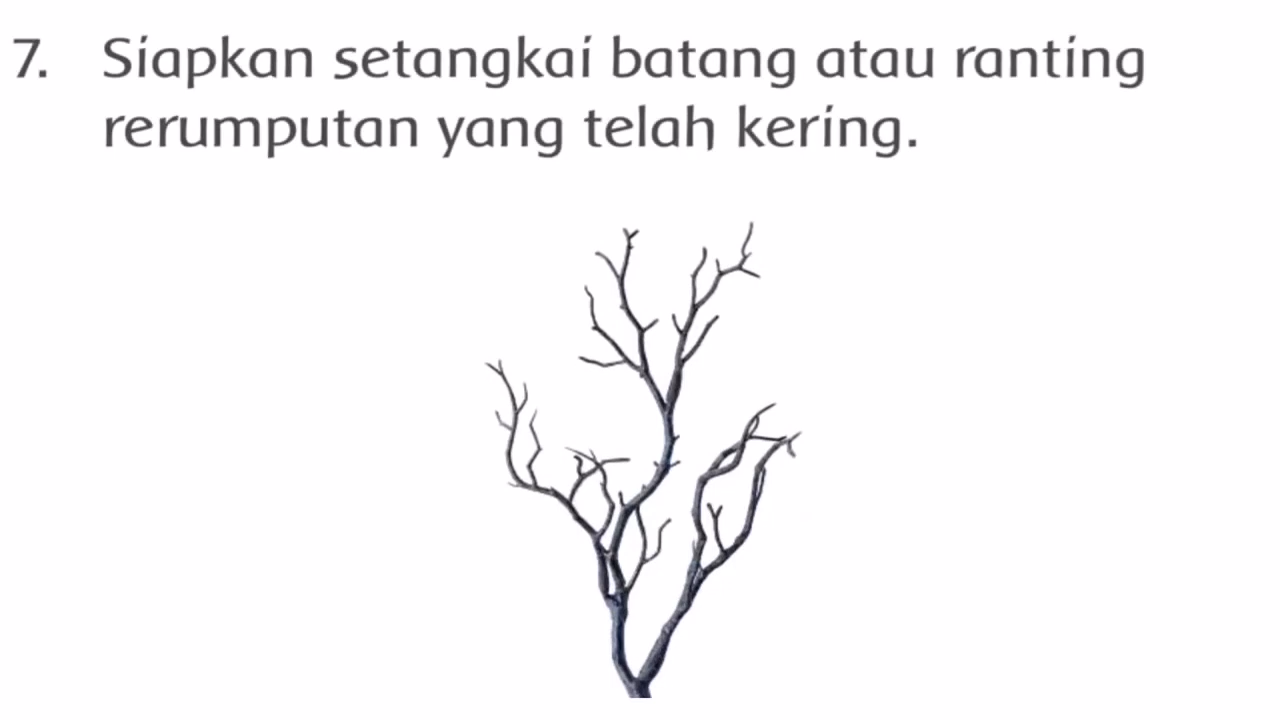 7. Siapkan setangkai batang atau ranting
rerumputan yang telah kering.